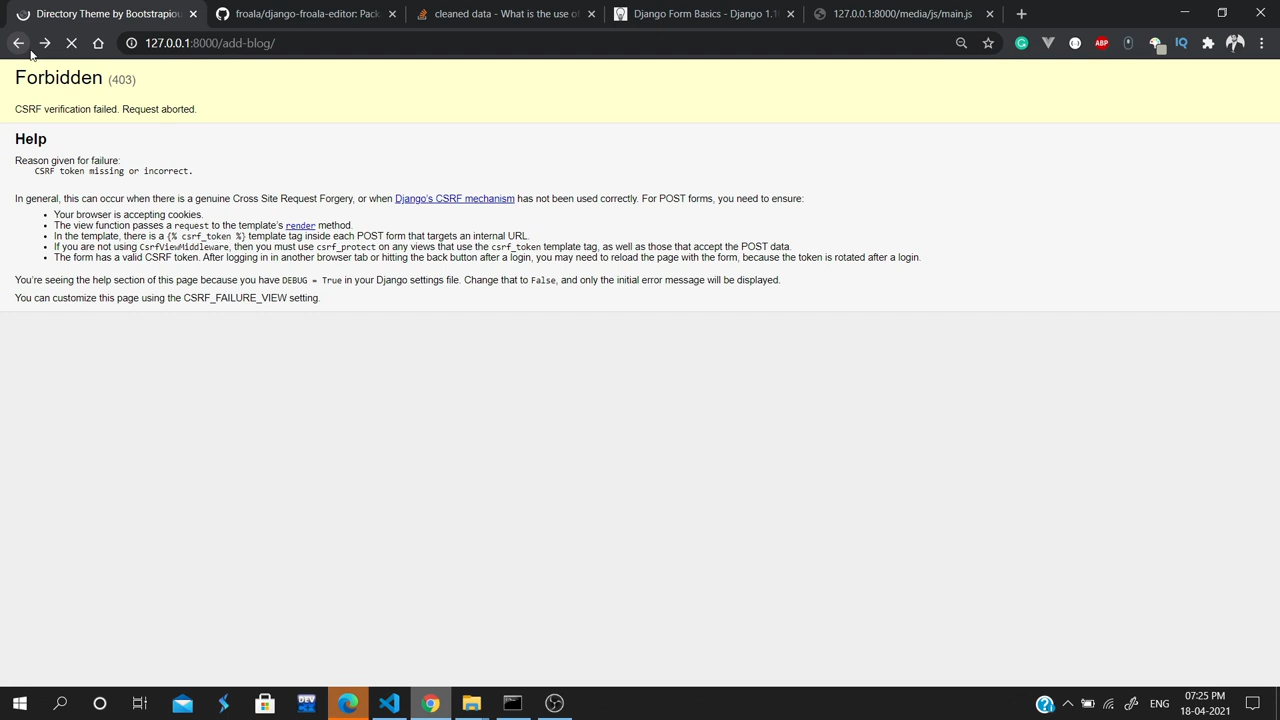 Directory Theme by Bootstrapiou
froala/django-froala-editor: Pack
cleaned data - What is the use of
Django Form Basics - Django 1.1
127.0.0.1:8000/media/js/main.js
127.0.0.1:8000/add-blog/
ABP
IQ
Forbidden (403)
CSRF verification failed. Request aborted.
Help
Reason given for failure:
CSRF token missing or incorrect.
In general, this can occur when there is a genuine Cross Site Request Forgery, or when Django's CSRF mechanism has not been used correctly. For POST forms, you need to ensure:
• Your browser is accepting cookies.
• The view function passes a request to the template's render method.
• In the template, there is a {% csrf_token %} template tag inside each POST form that targets an internal URL.
• If you are not using CsrfViewMiddleware, then you must use csrf_protect on any views that use the csrf_token template tag, as well as those that accept the POST data.
• The form has a valid CSRF token. After logging in in another browser tab or hitting the back button after a login, you may need to reload the page with the form, because the token is rotated after a login.
You're seeing the help section of this page because you have DEBUG = True in your Django settings file. Change that to False, and only the initial error message will be displayed.
You can customize this page using the CSRF_FAILURE_VIEW setting.
DEV
ENG
07:25 PM
18-04-2021